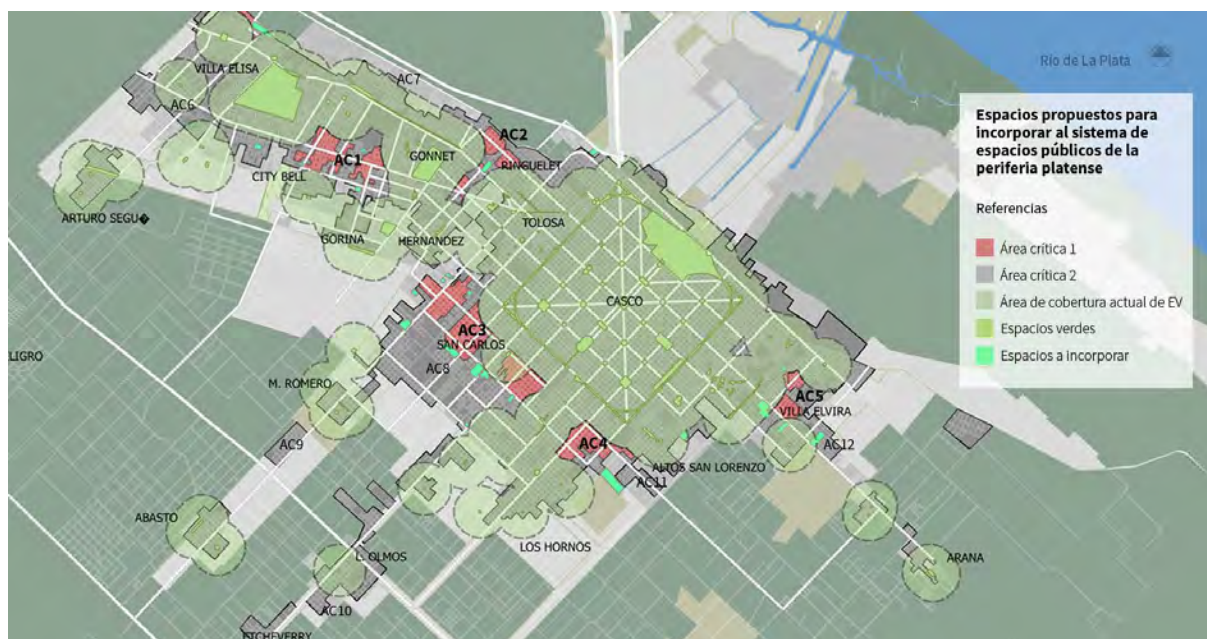 Río de La Plata
Espacios propuestos para
incorporar al sistema de
espacios públicos de la
periferia platense
Referencias
Área crítica 1
Área crítica 2
Área de cobertura actual de EV
Espacios verdes
Espacios a incorporar
VILLA ELISA
AC7
AC6
AC2
AC1
GONNET
RINGUELET
CITY BELL
ARTURO SEGU�
TOLOSA
GORINA
HERNANDEZ
CASCO
AC3
SAN CARLOS
LIGRO
AC8
M. ROMERO
AC5
VILLA ELVIRA
AC9
AC4
AC12
ALTOS SAN LORENZO
AC11
ABASTO
LOS HORNOS
L. OLMOS
ARANA
AC10
ETCHEVERRY